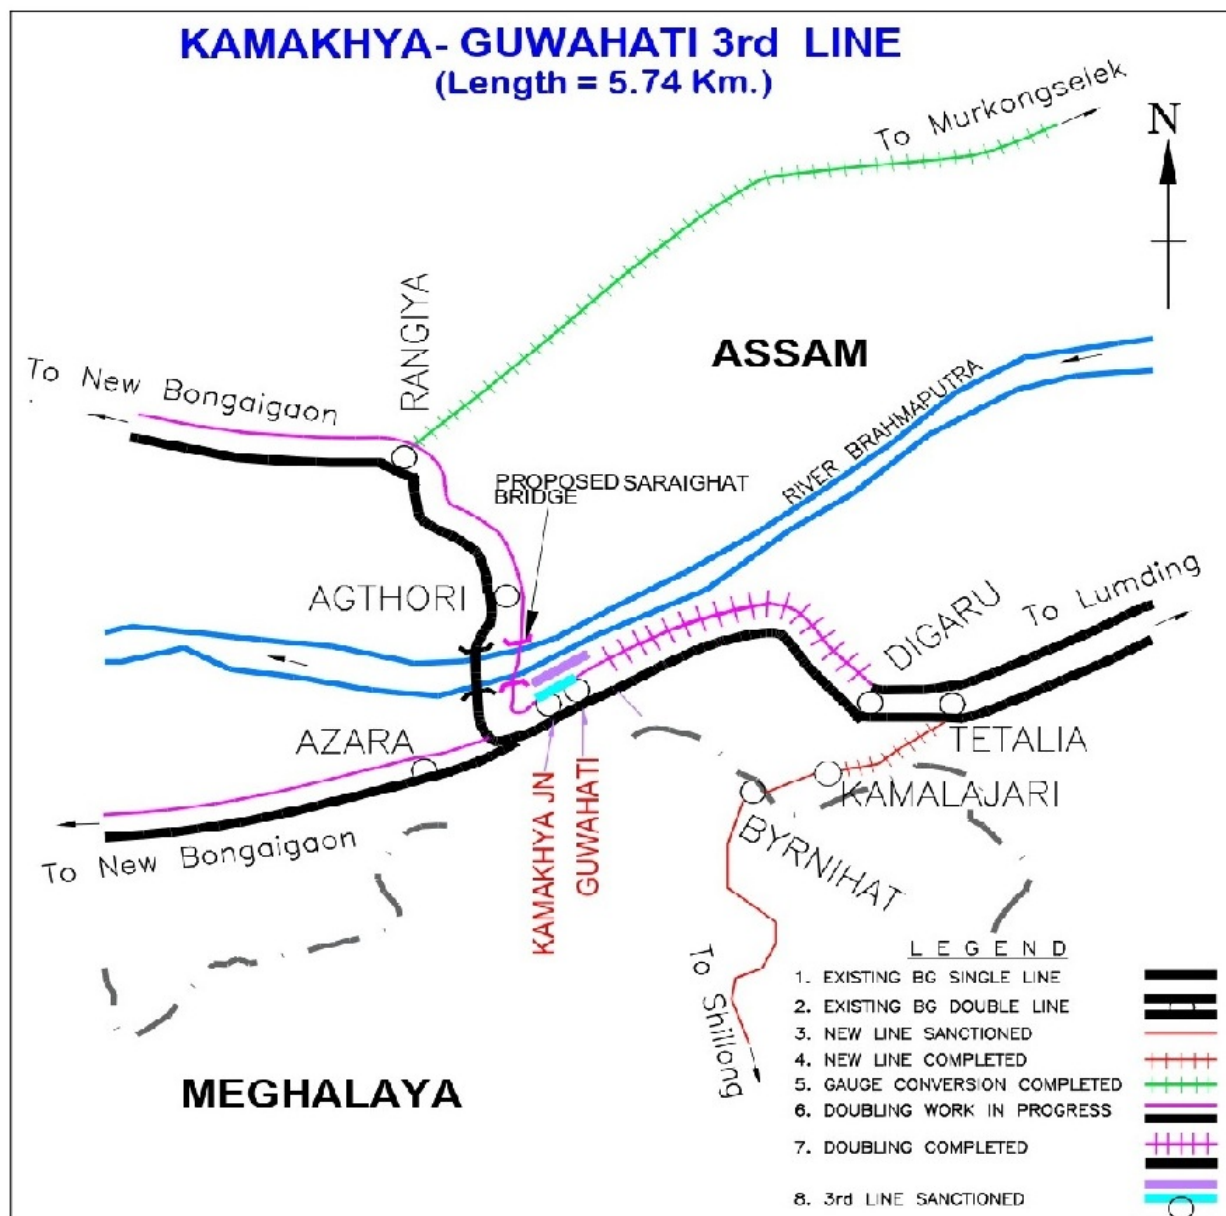 KAMAKHYA- GUWAHATI 3rd LINE
(Length = 5.74 Km.)
To Murkongselek
N
RANGIYA
ASSAM
To New Bongaigaon
RIVER BRAHMAPUTRA
PROPOSED SARAIGHAT
BRIDGE
AGTHORI
DIGARU
To Lumding
AZARA
TETALIA
KAMALAJARI
To New Bongaigaon
KAMAKHYA JN
GUWAHATI
BYRNIHAT
To Shillong
MEGHALAYA
LEGEND
1. EXISTING BG SINGLE LINE
2. EXISTING BG DOUBLE LINE
3. NEW LINE SANCTIONED
4. NEW LINE COMPLETED
5. GAUGE CONVERSION COMPLETED
6. DOUBLING WORK IN PROGRESS
7. DOUBLING COMPLETED
8. 3rd LINE SANCTIONED